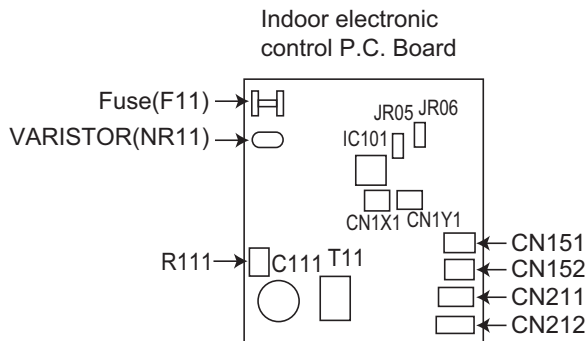 Indoor electronic
control P.C. Board
Fuse(F11)
JR05 JR06
VARISTOR(NR11)
IC101
CN1X1 CN1Y1
CN151
R111 C111 T11
CN152
CN211
CN212